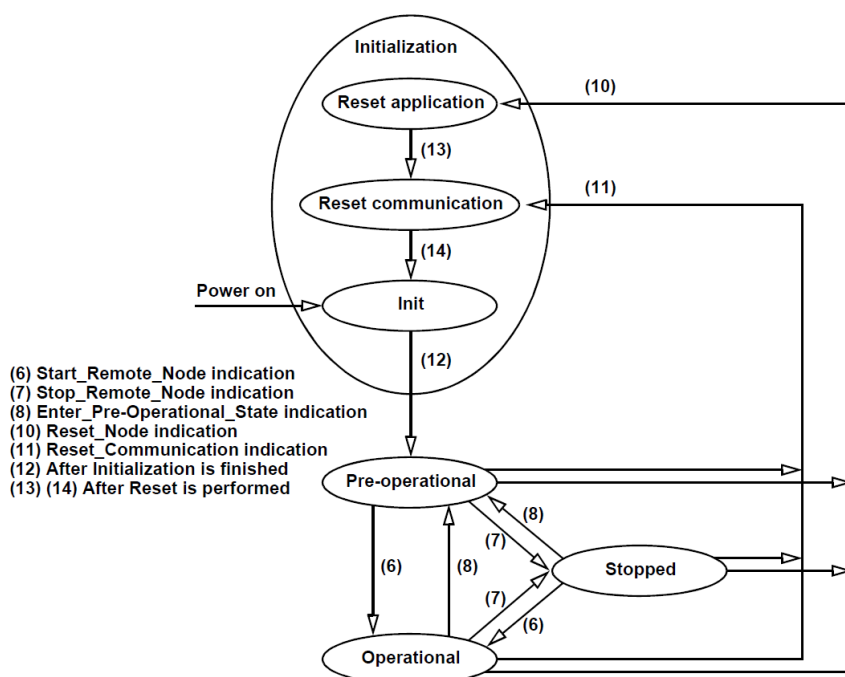 Initialization
Reset application
(10)
(13)
Reset communication
(11)
(14)
Power on
Init
(12)
(6) Start_Remote_Node indication
(7) Stop_Remote_Node indication
(8) Enter_Pre-Operational_State indication
(10) Reset_Node indication
(11) Reset_Communication indication
(12) After Initialization is finished
(13) (14) After Reset is performed
Pre-operational
(8)
(7)
(6)
(8)
Stopped
(7)
(6)
Operational